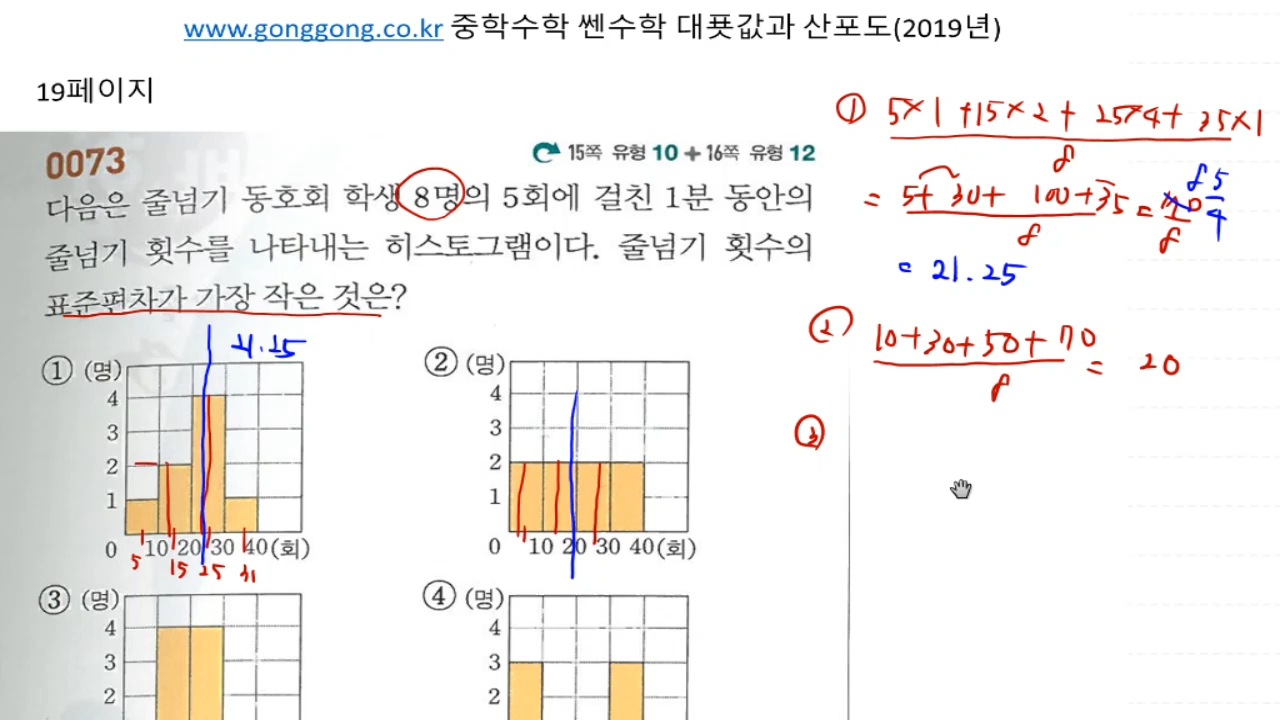 www.gonggong.co.kr 중학수학 쎈수학 대푯값과 산포도(2019년)
19페이지
0073
15쪽 유형 10 + 16쪽 유형 12
다음은 줄넘기 동호회 학생 8명의 5회에 걸친 1분 동안의
줄넘기 횟수를 나타내는 히스토그램이다. 줄넘기 횟수의
표준편차가 가장 작은 것은?
① (명)
4
3
2
1
0 10 20 30 40(회)
5 15 25
② (명)
4
3
2
1
0 10 20 30 40(회)
③ (명)
4
3
2
④ (명)
4
3
2
① 5×1+15×2+25×4+35×1
8
= 5+30+100+35 =
8
85
4
8
= 21.25
② 10+30+50+70 = 20
8
③